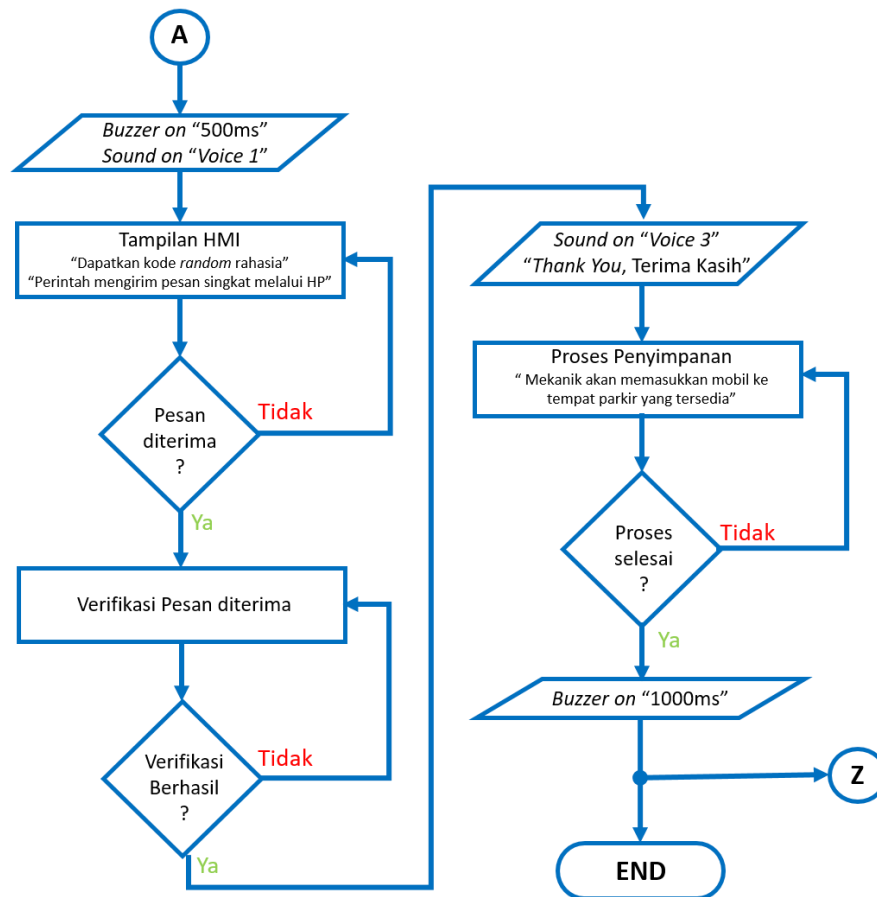 A
Buzzer on “500ms”
Sound on “Voice 1”
Tampilan HMI
“Dapatkan kode random rahasia”
“Perintah mengirim pesan singkat melalui HP”
Pesan
diterima
?
Tidak
Ya
Verifikasi Pesan diterima
Verifikasi
Berhasil
?
Tidak
Ya
Sound on “Voice 3”
“Thank You, Terima Kasih”
Proses Penyimpanan
“ Mekanik akan memasukkan mobil ke
tempat parkir yang tersedia”
Proses
selesai
?
Tidak
Ya
Buzzer on “1000ms”
Z
END